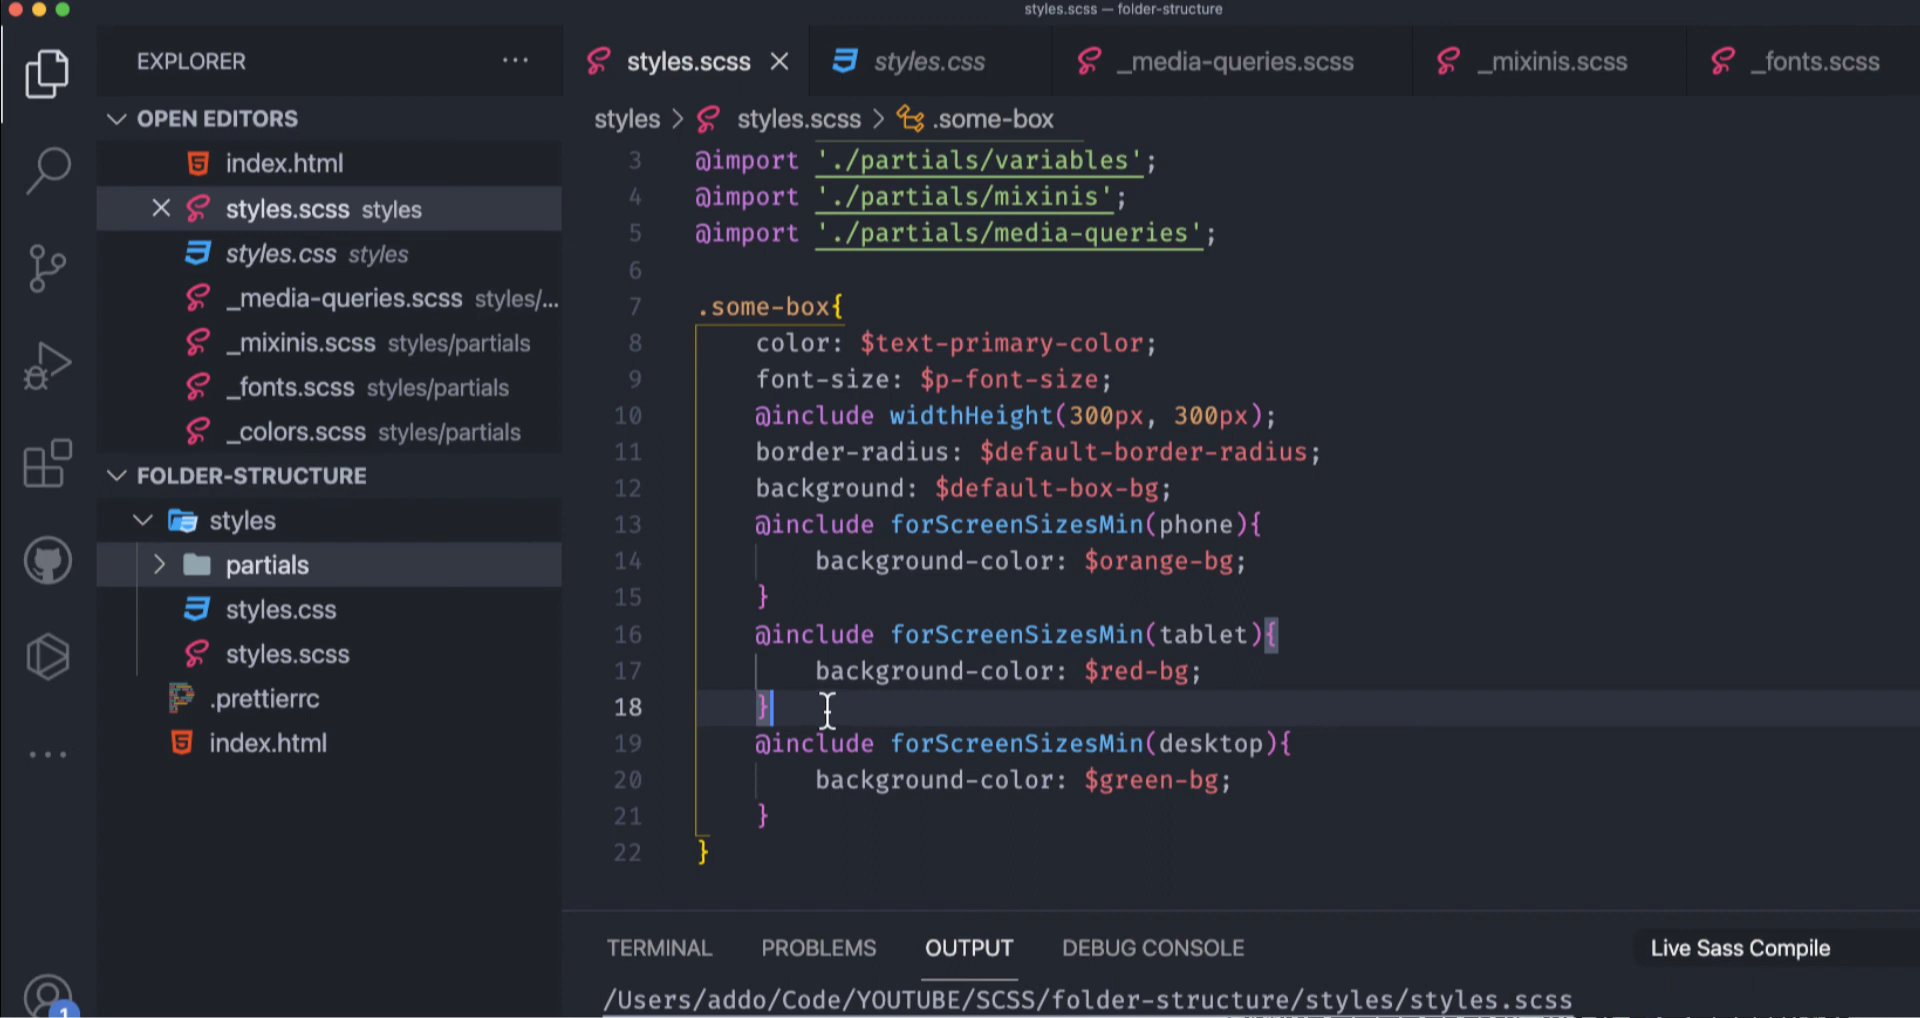 styles.scss — folder-structure
EXPLORER
···
OPEN EDITORS
index.html
styles.scss styles
styles.css styles
_media-queries.scss styles/...
_mixinis.scss styles/partials
_fonts.scss styles/partials
_colors.scss styles/partials
FOLDER-STRUCTURE
styles
partials
styles.css
styles.scss
.prettierrc
index.html
1
styles.scss styles.css _media-queries.scss _mixinis.scss _fonts.scss
styles > styles.scss > .some-box
3 @import './partials/variables';
4 @import './partials/mixinis';
5 @import './partials/media-queries';
6
7 .some-box{
8 color: $text-primary-color;
9 font-size: $p-font-size;
10 @include widthHeight(300px, 300px);
11 border-radius: $default-border-radius;
12 background: $default-box-bg;
13 @include forScreenSizesMin(phone){
14 background-color: $orange-bg;
15 }
16 @include forScreenSizesMin(tablet){
17 background-color: $red-bg;
18 }
19 @include forScreenSizesMin(desktop){
20 background-color: $green-bg;
21 }
22 }
TERMINAL PROBLEMS OUTPUT DEBUG CONSOLE Live Sass Compile
/Users/addo/Code/YOUTUBE/SCSS/folder-structure/styles/styles.scss